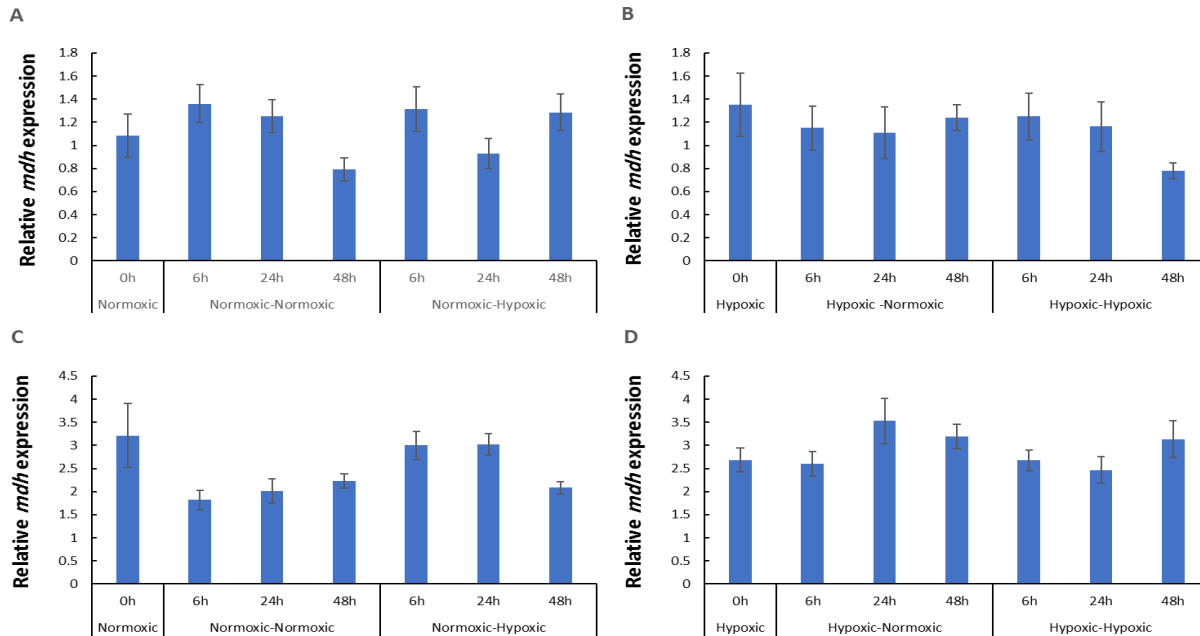 A
Relative mdh expression
1.8
1.6
1.4
1.2
1
0.8
0.6
0.4
0.2
0
0h 6h 24h 48h 6h 24h 48h
Normoxic Normoxic-Normoxic Normoxic-Hypoxic
B
Relative mdh expression
1.8
1.6
1.4
1.2
1
0.8
0.6
0.4
0.2
0
0h 6h 24h 48h 6h 24h 48h
Hypoxic Hypoxic -Normoxic Hypoxic-Hypoxic
C
Relative mdh expression
4.5
4
3.5
3
2.5
2
1.5
1
0.5
0
0h 6h 24h 48h 6h 24h 48h
Normoxic Normoxic-Normoxic Normoxic-Hypoxic
D
Relative mdh expression
4.5
4
3.5
3
2.5
2
1.5
1
0.5
0
0h 6h 24h 48h 6h 24h 48h
Hypoxic Hypoxic-Normoxic Hypoxic-Hypoxic